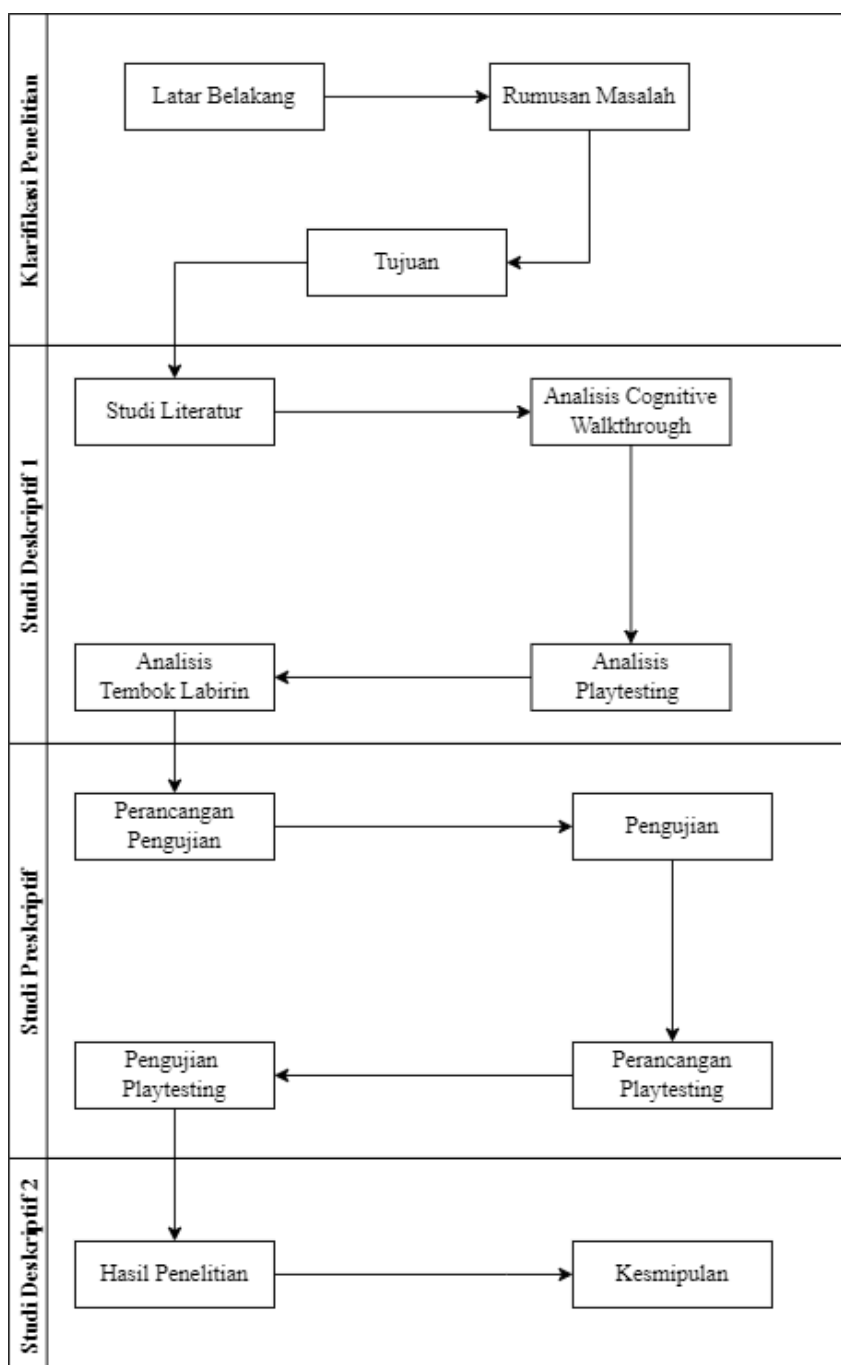 Klarifikasi Penelitian
Latar Belakang
Rumusan Masalah
Tujuan
Studi Deskriptif 1
Studi Literatur
Analisis Cognitive
Walkthrough
Analisis
Playtesting
Analisis
Tembok Labirin
Studi Preskriptif
Perancangan
Pengujian
Pengujian
Perancangan
Playtesting
Pengujian
Playtesting
Studi Deskriptif 2
Hasil Penelitian
Kesmipulan